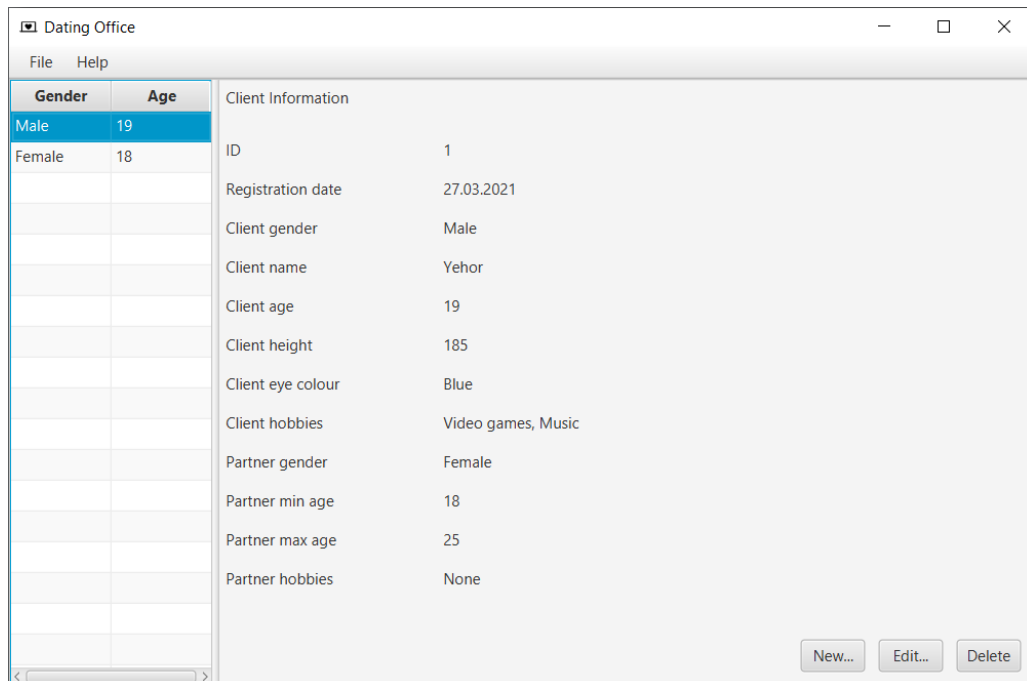 Dating Office
File Help
Gender Age
Male 19
Female 18
Client Information
ID 1
Registration date 27.03.2021
Client gender Male
Client name Yehor
Client age 19
Client height 185
Client eye colour Blue
Client hobbies Video games, Music
Partner gender Female
Partner min age 18
Partner max age 25
Partner hobbies None
New... Edit... Delete